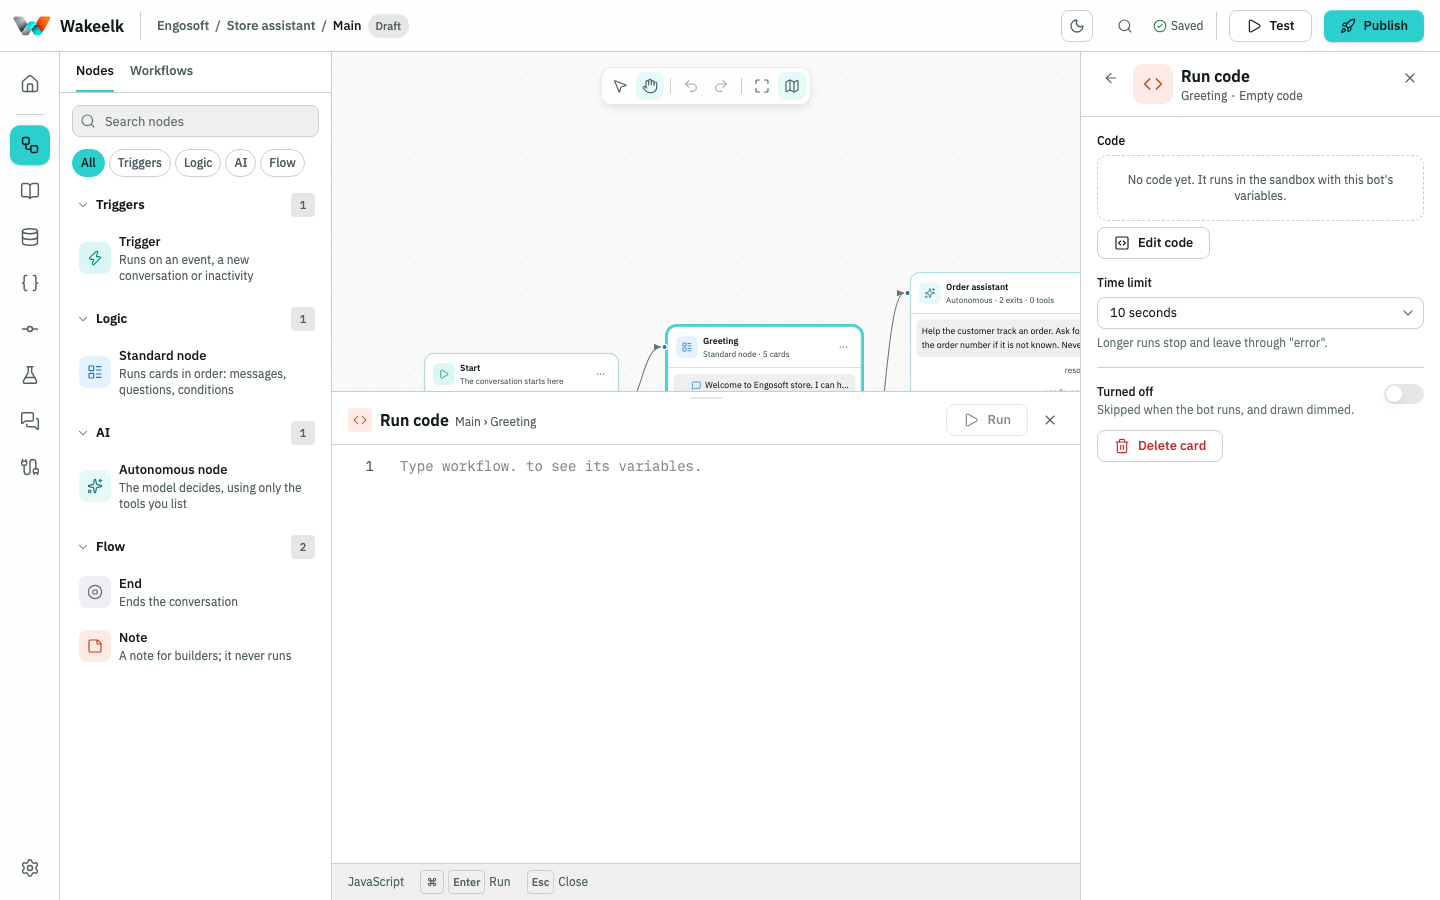 Wakeelk
Engosoft / Store assistant / Main Draft
Saved
Test
Publish
Nodes Workflows
Search nodes
All Triggers Logic AI Flow
Triggers 1
Trigger
Runs on an event, a new
conversation or inactivity
Logic 1
Standard node
Runs cards in order: messages,
questions, conditions
AI 1
Autonomous node
The model decides, using only the
tools you list
Flow 2
End
Ends the conversation
Note
A note for builders; it never runs
Start
The conversation starts here
Greeting
Standard node · 5 cards
Welcome to Engosoft store. I can h...
Order assistant
Autonomous · 2 exits · 0 tools
Help the customer track an order. Ask fo
the order number if it is not known. Neve
reso
Run code Main › Greeting
Run
1 Type workflow. to see its variables.
JavaScript ⌘ Enter Run Esc Close
Run code
Greeting · Empty code
Code
No code yet. It runs in the sandbox with this bot's
variables.
Edit code
Time limit
10 seconds
Longer runs stop and leave through "error".
Turned off
Skipped when the bot runs, and drawn dimmed.
Delete card